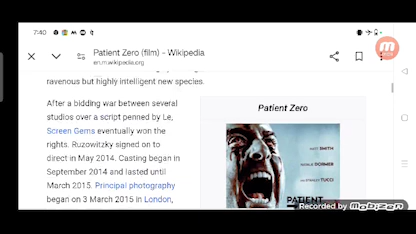 7:40
Patient Zero (film) - Wikipedia
en.m.wikipedia.org
ravenous but highly intelligent new species.
After a bidding war between several
studios over a script penned by Le,
Screen Gems eventually won the
rights. Ruzowitzky signed on to
direct in May 2014. Casting began in
September 2014 and lasted until
March 2015. Principal photography
began on 3 March 2015 in London,
Patient Zero
MATT SMITH
NATALIE DORMER
STANLEY TUCCI
PATIENT
Recorded by Mobizen